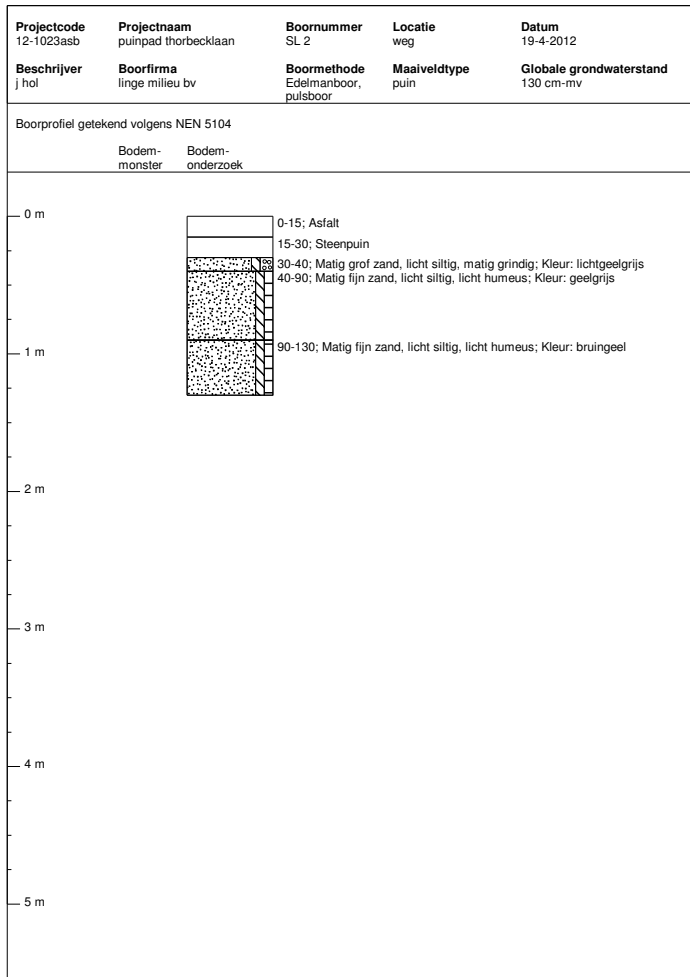 Projectcode Projectnaam Boornummer Locatie Datum
12-1023asb puinpad thorbecklaan SL 2 weg 19-4-2012
Beschrijver Boorfirma Boormethode Maaiveldtype Globale grondwaterstand
j hol linge milieu bv Edelmanboor, puin 130 cm-mv
pulsboor
Boorprofiel getekend volgens NEN 5104
Bodem- Bodem-
monster onderzoek
0 m
0-15; Asfalt
15-30; Steenpuin
30-40; Matig grof zand, licht siltig, matig grindig; Kleur: lichtgeelgrijs
40-90; Matig fijn zand, licht siltig, licht humeus; Kleur: geelgrijs
90-130; Matig fijn zand, licht siltig, licht humeus; Kleur: bruingeel
1 m
2 m
3 m
4 m
5 m